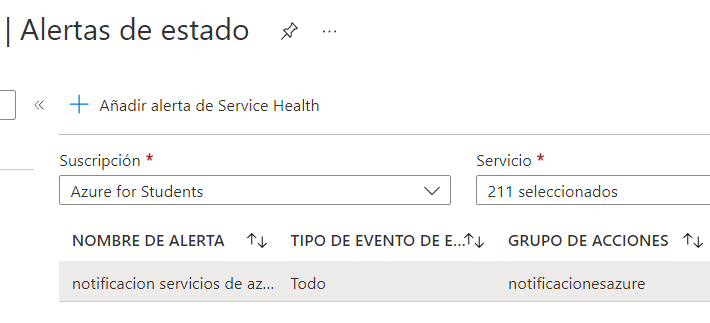 | Alertas de estado
Añadir alerta de Service Health
Suscripción * Servicio *
Azure for Students 211 seleccionados
NOMBRE DE ALERTA TIPO DE EVENTO DE E... GRUPO DE ACCIONES
notificacion servicios de az... Todo notificacionesazure